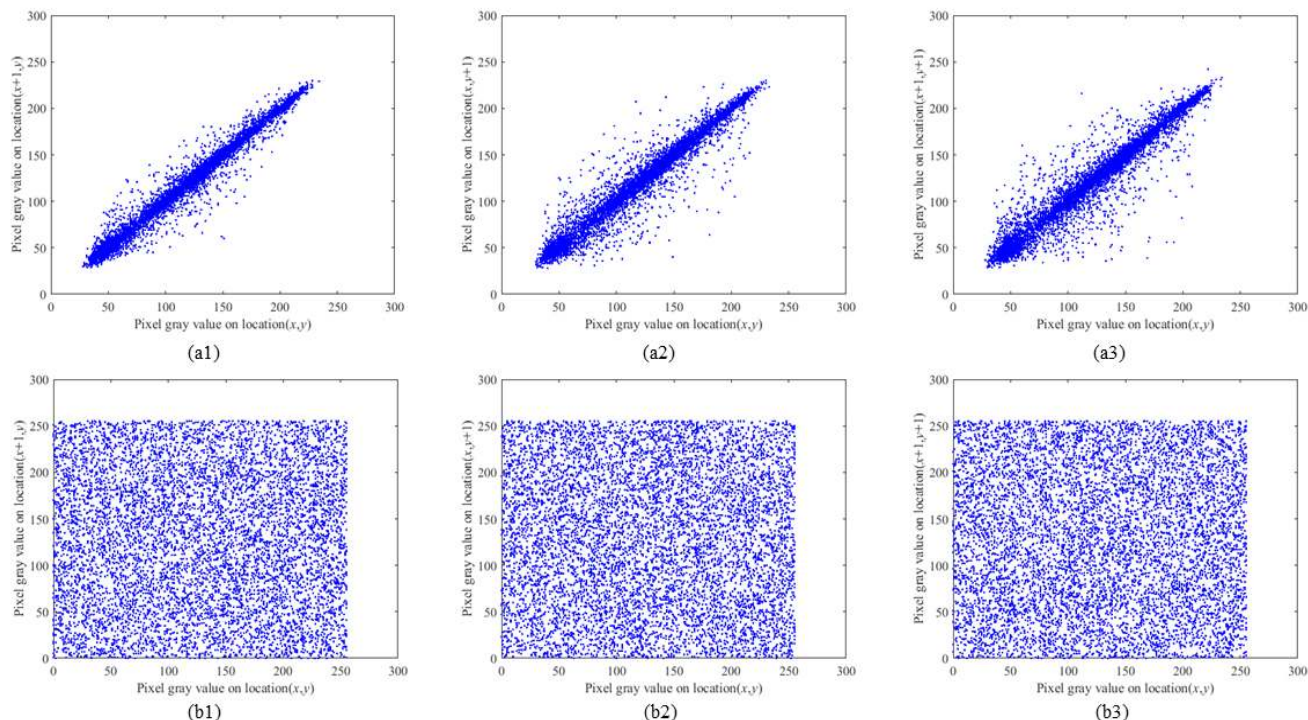 300
250
200
150
100
50
0
Pixel gray value on location(x+1,y)
0 50 100 150 200 250 300
Pixel gray value on location(x,y)
(a1)
300
250
200
150
100
50
0
Pixel gray value on location(x,y+1)
0 50 100 150 200 250 300
Pixel gray value on location(x,y)
(a2)
300
250
200
150
100
50
0
Pixel gray value on location(x+1,y+1)
0 50 100 150 200 250 300
Pixel gray value on location(x,y)
(a3)
300
250
200
150
100
50
0
Pixel gray value on location(x+1,y)
0 50 100 150 200 250 300
Pixel gray value on location(x,y)
(b1)
300
250
200
150
100
50
0
Pixel gray value on location(x,y+1)
0 50 100 150 200 250 300
Pixel gray value on location(x,y)
(b2)
300
250
200
150
100
50
0
Pixel gray value on location(x+1,y+1)
0 50 100 150 200 250 300
Pixel gray value on location(x,y)
(b3)